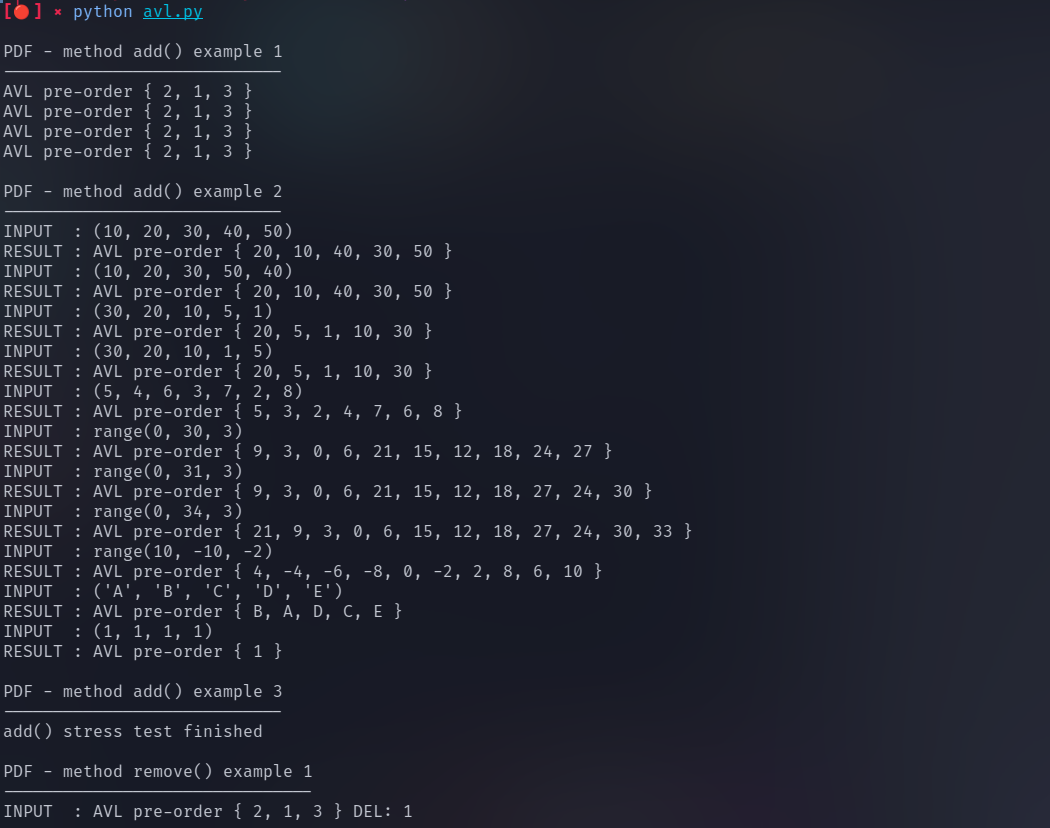 [🔴] × python avl.py
PDF - method add() example 1
----------------------------
AVL pre-order { 2, 1, 3 }
AVL pre-order { 2, 1, 3 }
AVL pre-order { 2, 1, 3 }
AVL pre-order { 2, 1, 3 }
PDF - method add() example 2
----------------------------
INPUT  : (10, 20, 30, 40, 50)
RESULT : AVL pre-order { 20, 10, 40, 30, 50 }
INPUT  : (10, 20, 30, 50, 40)
RESULT : AVL pre-order { 20, 10, 40, 30, 50 }
INPUT  : (30, 20, 10, 5, 1)
RESULT : AVL pre-order { 20, 5, 1, 10, 30 }
INPUT  : (30, 20, 10, 1, 5)
RESULT : AVL pre-order { 20, 5, 1, 10, 30 }
INPUT  : (5, 4, 6, 3, 7, 2, 8)
RESULT : AVL pre-order { 5, 3, 2, 4, 7, 6, 8 }
INPUT  : range(0, 30, 3)
RESULT : AVL pre-order { 9, 3, 0, 6, 21, 15, 12, 18, 24, 27 }
INPUT  : range(0, 31, 3)
RESULT : AVL pre-order { 9, 3, 0, 6, 21, 15, 12, 18, 27, 24, 30 }
INPUT  : range(0, 34, 3)
RESULT : AVL pre-order { 21, 9, 3, 0, 6, 15, 12, 18, 27, 24, 30, 33 }
INPUT  : range(10, -10, -2)
RESULT : AVL pre-order { 4, -4, -6, -8, 0, -2, 2, 8, 6, 10 }
INPUT  : ('A', 'B', 'C', 'D', 'E')
RESULT : AVL pre-order { B, A, D, C, E }
INPUT  : (1, 1, 1, 1)
RESULT : AVL pre-order { 1 }
PDF - method add() example 3
----------------------------
add() stress test finished
PDF - method remove() example 1
-------------------------------
INPUT  : AVL pre-order { 2, 1, 3 } DEL: 1